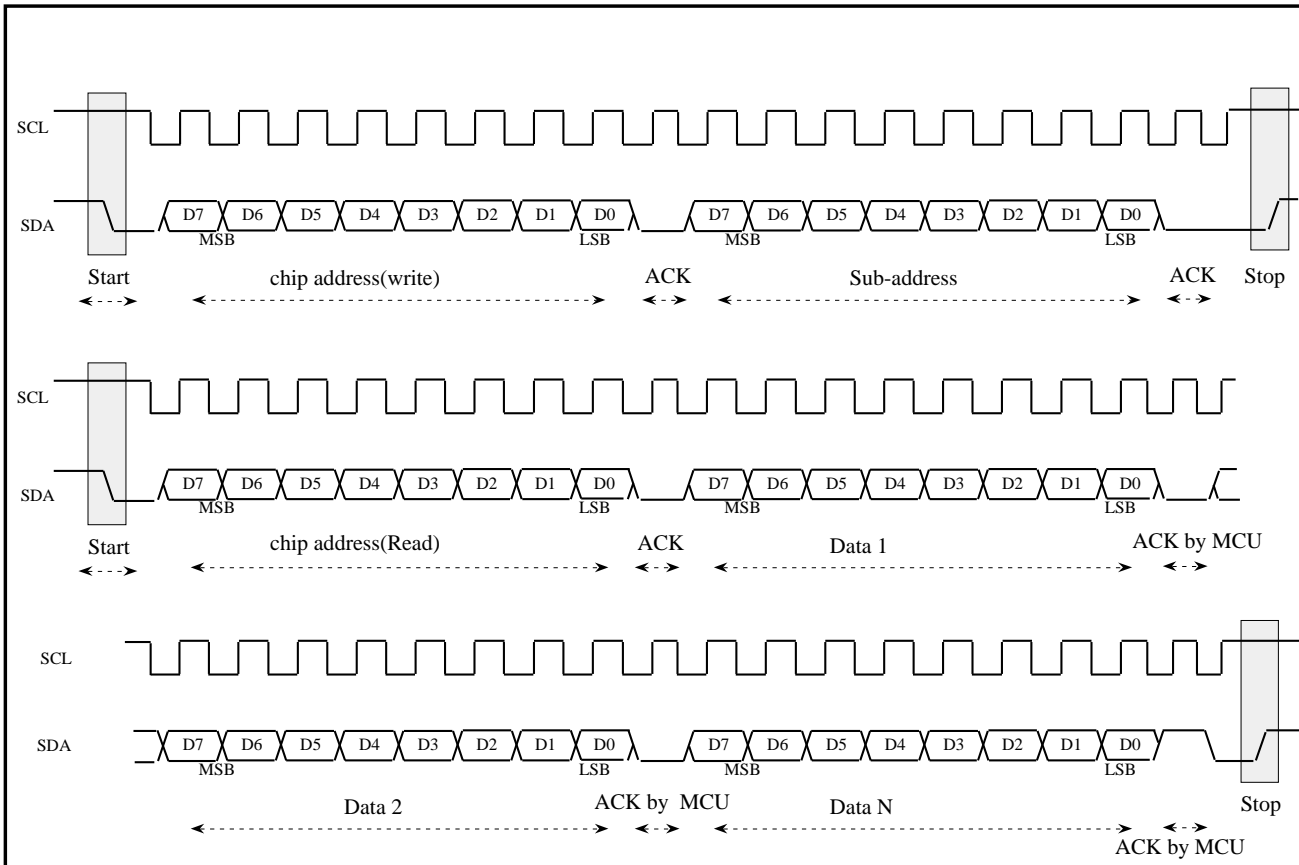 SCL
SDA D7 D6 D5 D4 D3 D2 D1 D0 D7 D6 D5 D4 D3 D2 D1 D0
MSB LSB MSB LSB
Start chip address(write) ACK Sub-address ACK Stop
SCL
SDA D7 D6 D5 D4 D3 D2 D1 D0 D7 D6 D5 D4 D3 D2 D1 D0
MSB LSB MSB LSB
Start chip address(Read) ACK Data 1 ACK by MCU
SCL
SDA D7 D6 D5 D4 D3 D2 D1 D0 D7 D6 D5 D4 D3 D2 D1 D0
MSB LSB MSB LSB
Data 2 ACK by MCU Data N Stop
ACK by MCU